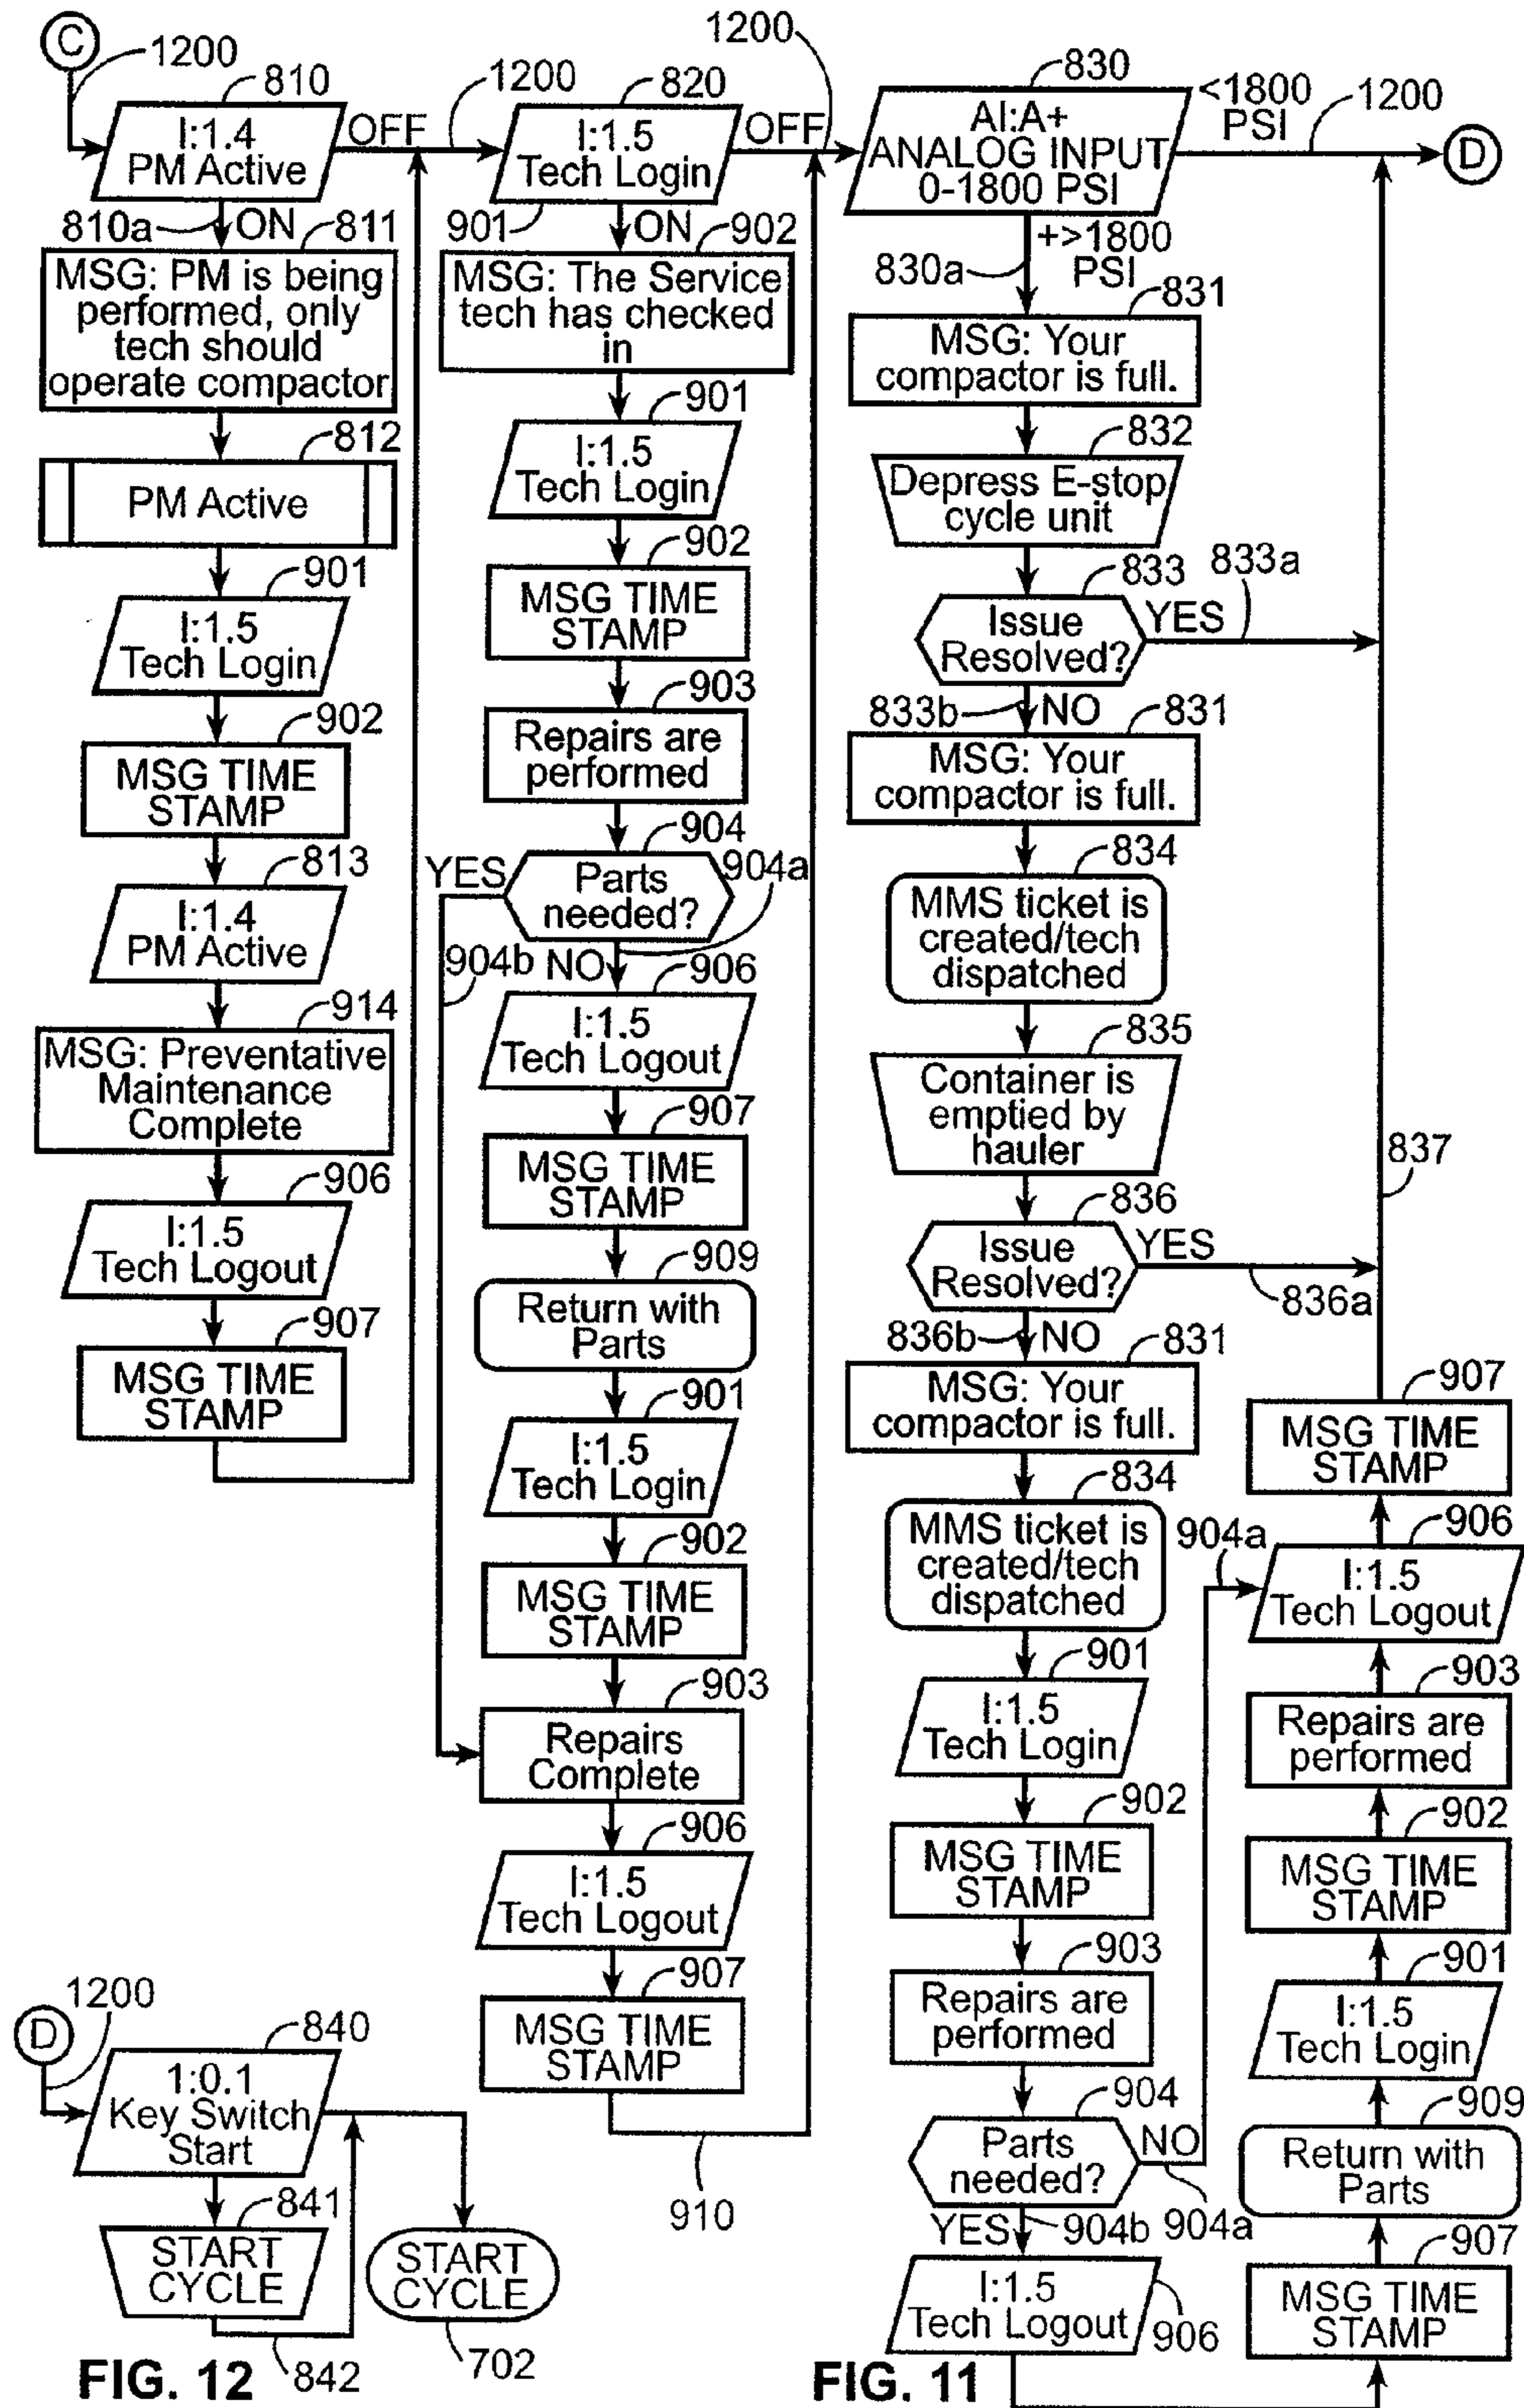 C
1200
810
I:1.4
PM Active
OFF
1200
810a
ON
811
MSG: PM is being
performed, only
tech should
operate compactor
812
PM Active
901
I:1.5
Tech Login
902
MSG TIME
STAMP
813
I:1.4
PM Active
914
MSG: Preventative
Maintenance
Complete
906
I:1.5
Tech Logout
907
MSG TIME
STAMP
820
I:1.5
Tech Login
OFF
1200
901
ON
902
MSG: The Service
tech has checked
in
901
I:1.5
Tech Login
902
MSG TIME
STAMP
903
Repairs are
performed
904
YES
Parts
needed?
904a
904b
NO
906
I:1.5
Tech Logout
907
MSG TIME
STAMP
909
Return with
Parts
901
I:1.5
Tech Login
902
MSG TIME
STAMP
903
Repairs
Complete
906
I:1.5
Tech Logout
907
MSG TIME
STAMP
910
830
AI:A+
ANALOG INPUT
0-1800 PSI
<1800
PSI
1200
D
830a
+>1800
PSI
831
MSG: Your
compactor is full.
832
Depress E-stop
cycle unit
833
833a
Issue
Resolved?
YES
833b
NO
831
MSG: Your
compactor is full.
834
MMS ticket is
created/tech
dispatched
835
Container is
emptied by
hauler
837
836
Issue
Resolved?
YES
836a
836b
NO
831
MSG: Your
compactor is full.
834
MMS ticket is
created/tech
dispatched
901
I:1.5
Tech Login
902
MSG TIME
STAMP
903
Repairs are
performed
904
Parts
needed?
NO
904a
YES
904b
I:1.5
Tech Logout
906
907
MSG TIME
STAMP
904a
906
I:1.5
Tech Logout
903
Repairs are
performed
902
MSG TIME
STAMP
901
I:1.5
Tech Login
909
Return with
Parts
907
MSG TIME
STAMP
FIG. 11
D
1200
840
1:0.1
Key Switch
Start
841
START
CYCLE
842
START
CYCLE
702
FIG. 12